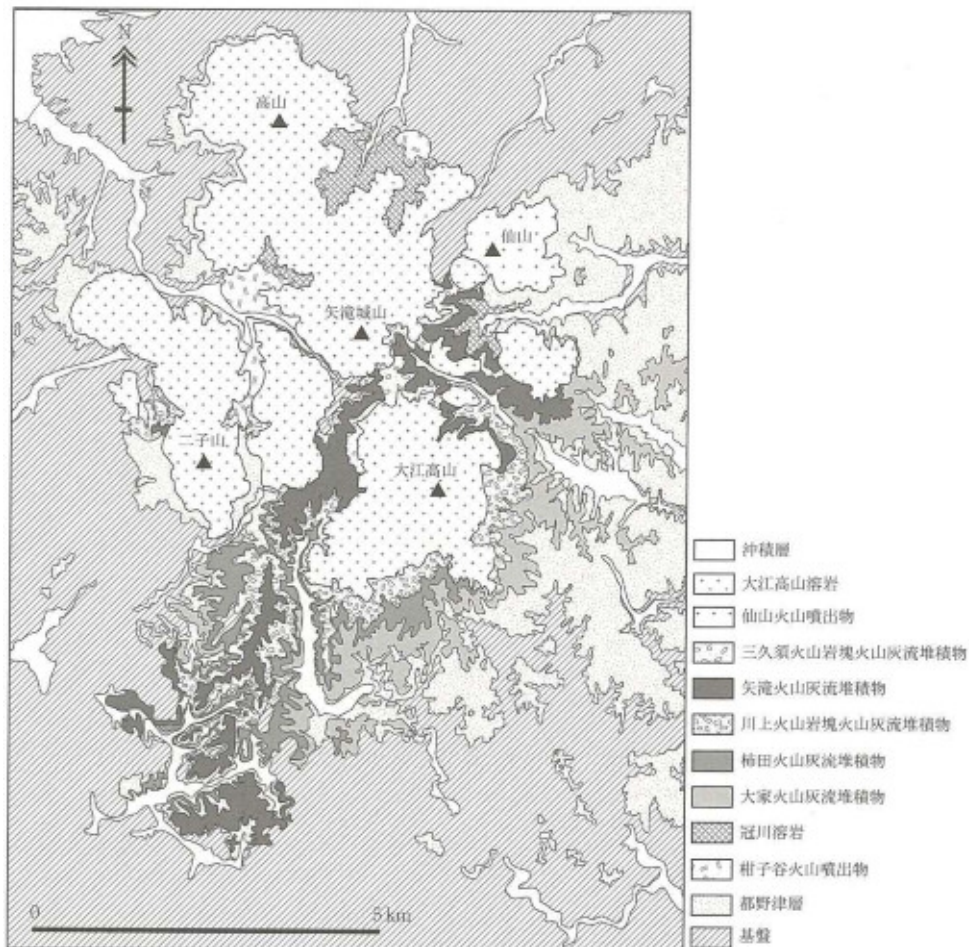 N
高山
仙山
矢滝城山
二子山
大江高山
沖積層
大江高山溶岩
仙山火山噴出物
三久須火山岩塊火山灰流堆積物
矢滝火山灰流堆積物
川上火山岩塊火山灰流堆積物
柿田火山灰流堆積物
大家火山灰流堆積物
冠川溶岩
柑子谷火山噴出物
都野津層
基盤
0
5km